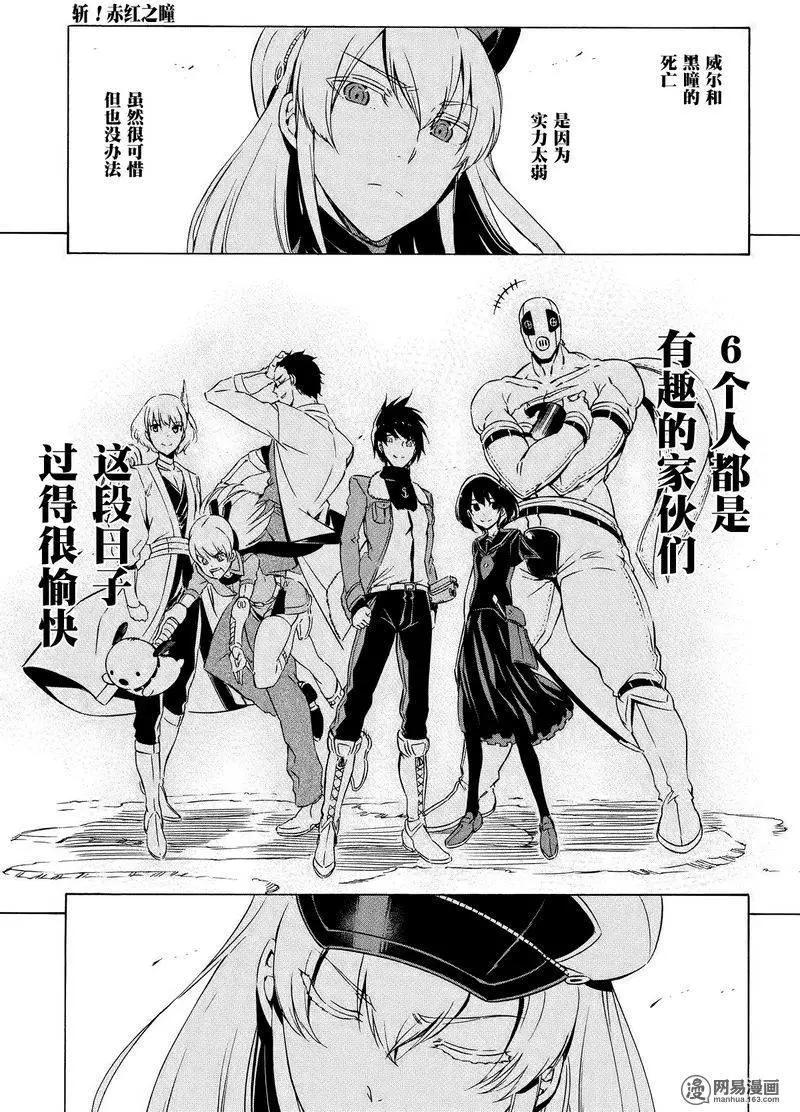 斩！赤红之瞳
威尔和
黑瞳的
死亡
是因为
实力太弱
虽然很可惜
但也没办法
6个人都是
有趣的家伙们
这段日子
过得很愉快
漫 网易漫画
manhua.163.com